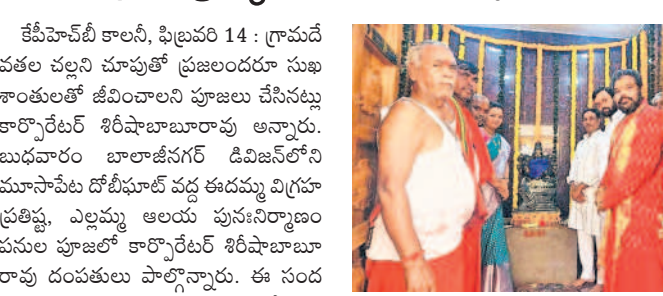 కేపీహెచ్‌బీ కాలనీ, ఫిబ్రవరి 14 : గ్రామదే
వతల చల్లని చూపుతో ప్రజలందరూ సుఖ
శాంతులతో జీవించాలని పూజలు చేసినట్లు
కార్పొరేటర్ శిరీషాబాబూరావు అన్నారు.
బుధవారం బాలాజీనగర్ డివిజన్‌లోని
మూసాపేట దోబీఘాట్ వద్ద ఈదమ్మ విగ్రహ
ప్రతిష్ట, ఎల్లమ్మ ఆలయ పునఃనిర్మాణం
పనుల పూజలో కార్పొరేటర్ శిరీషాబాబూ
రావు దంపతులు పాల్గొన్నారు. ఈ సంద